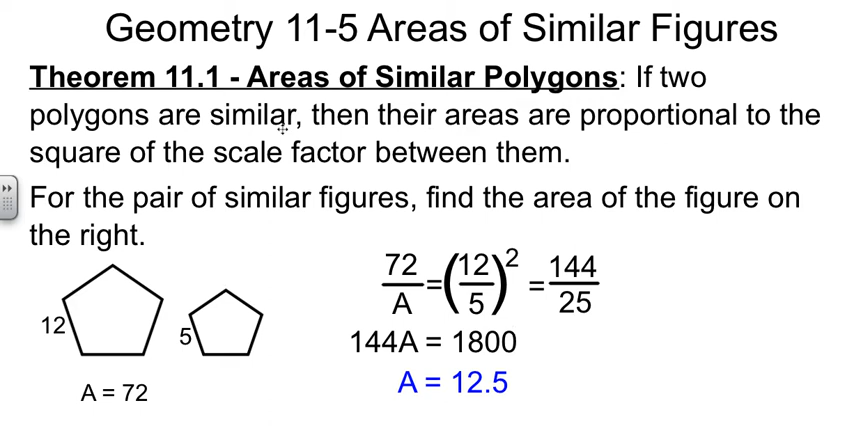 Geometry 11-5 Areas of Similar Figures
Theorem 11.1 - Areas of Similar Polygons: If two
polygons are similar, then their areas are proportional to the
square of the scale factor between them.
For the pair of similar figures, find the area of the figure on
the right.
12
5
A = 72
72/A = (12/5)² = 144/25
144A = 1800
A = 12.5